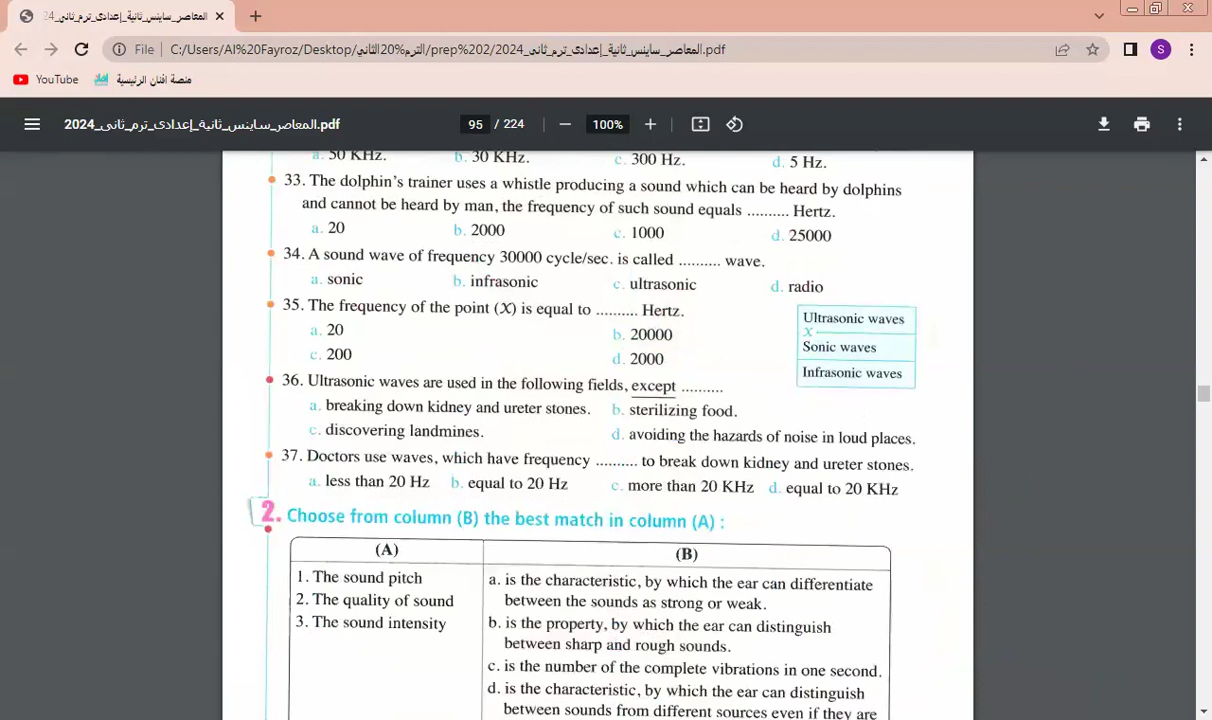 المعاصر_ساينس_ثانية_إعدادى_ترم_ثانى_24
File C:/Users/Al%20Fayroz/Desktop/الترم%20الثاني/prep%202/2024_المعاصر_ساينس_ثانية_إعدادى_ترم_ثانى.pdf
S
YouTube منصة افنان الرئيسية
2024_المعاصر_ساينس_ثانية_إعدادى_ترم_ثانى.pdf 95 / 224 100%
a. 50 KHz. b. 30 KHz. c. 300 Hz. d. 5 Hz.
33. The dolphin's trainer uses a whistle producing a sound which can be heard by dolphins
and cannot be heard by man, the frequency of such sound equals .......... Hertz.
a. 20 b. 2000 c. 1000 d. 25000
34. A sound wave of frequency 30000 cycle/sec. is called .......... wave.
a. sonic b. infrasonic c. ultrasonic d. radio
35. The frequency of the point (X) is equal to .......... Hertz.
a. 20 b. 20000
c. 200 d. 2000
Ultrasonic waves
X
Sonic waves
Infrasonic waves
36. Ultrasonic waves are used in the following fields, except ..........
a. breaking down kidney and ureter stones. b. sterilizing food.
c. discovering landmines. d. avoiding the hazards of noise in loud places.
37. Doctors use waves, which have frequency .......... to break down kidney and ureter stones.
a. less than 20 Hz b. equal to 20 Hz c. more than 20 KHz d. equal to 20 KHz
2. Choose from column (B) the best match in column (A) :
(A) (B)
1. The sound pitch
2. The quality of sound
3. The sound intensity
a. is the characteristic, by which the ear can differentiate
between the sounds as strong or weak.
b. is the property, by which the ear can distinguish
between sharp and rough sounds.
c. is the number of the complete vibrations in one second.
d. is the characteristic, by which the ear can distinguish
between sounds from different sources even if they are